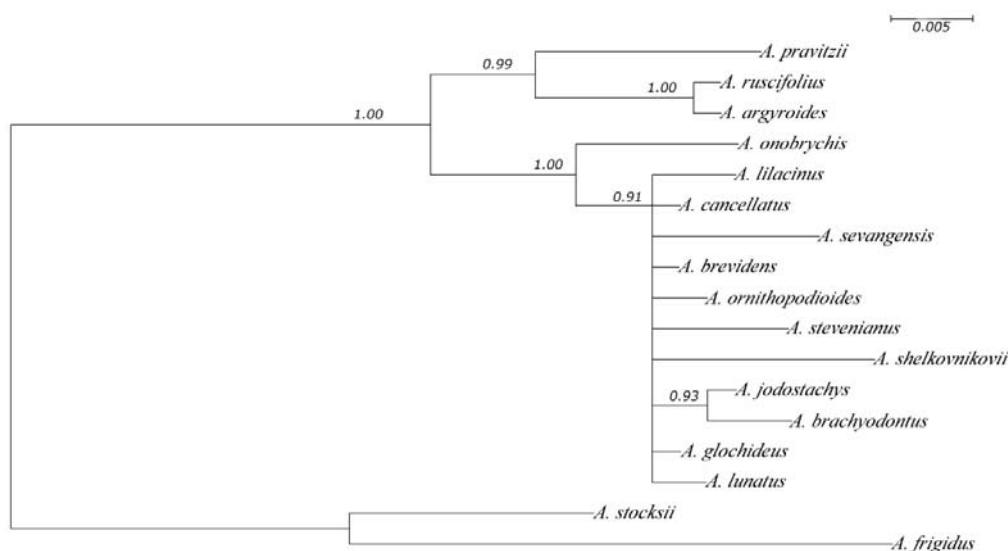 0.005
A. pravitzii
0.99
A. ruscifolius
1.00
A. argyroides
1.00
A. onobrychis
1.00
A. lilacinus
0.91
A. cancellatus
A. sevangensis
A. brevidens
A. ornithopodioides
A. stevenianus
A. shelkovnikovii
A. jodostachys
0.93
A. brachyodontus
A. glochideus
A. lunatus
A. stocksii
A. frigidus